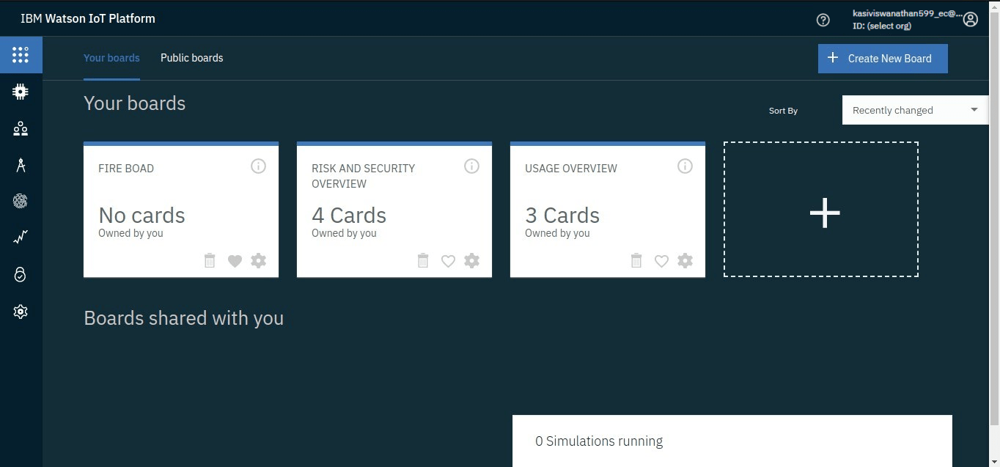 IBM Watson IoT Platform
kasiviswanathan599_ec@...
ID: (select org)
Your boards
Public boards
Create New Board
Your boards
Sort By
Recently changed
FIRE BOAD
No cards
Owned by you
RISK AND SECURITY
OVERVIEW
4 Cards
Owned by you
USAGE OVERVIEW
3 Cards
Owned by you
Boards shared with you
0 Simulations running